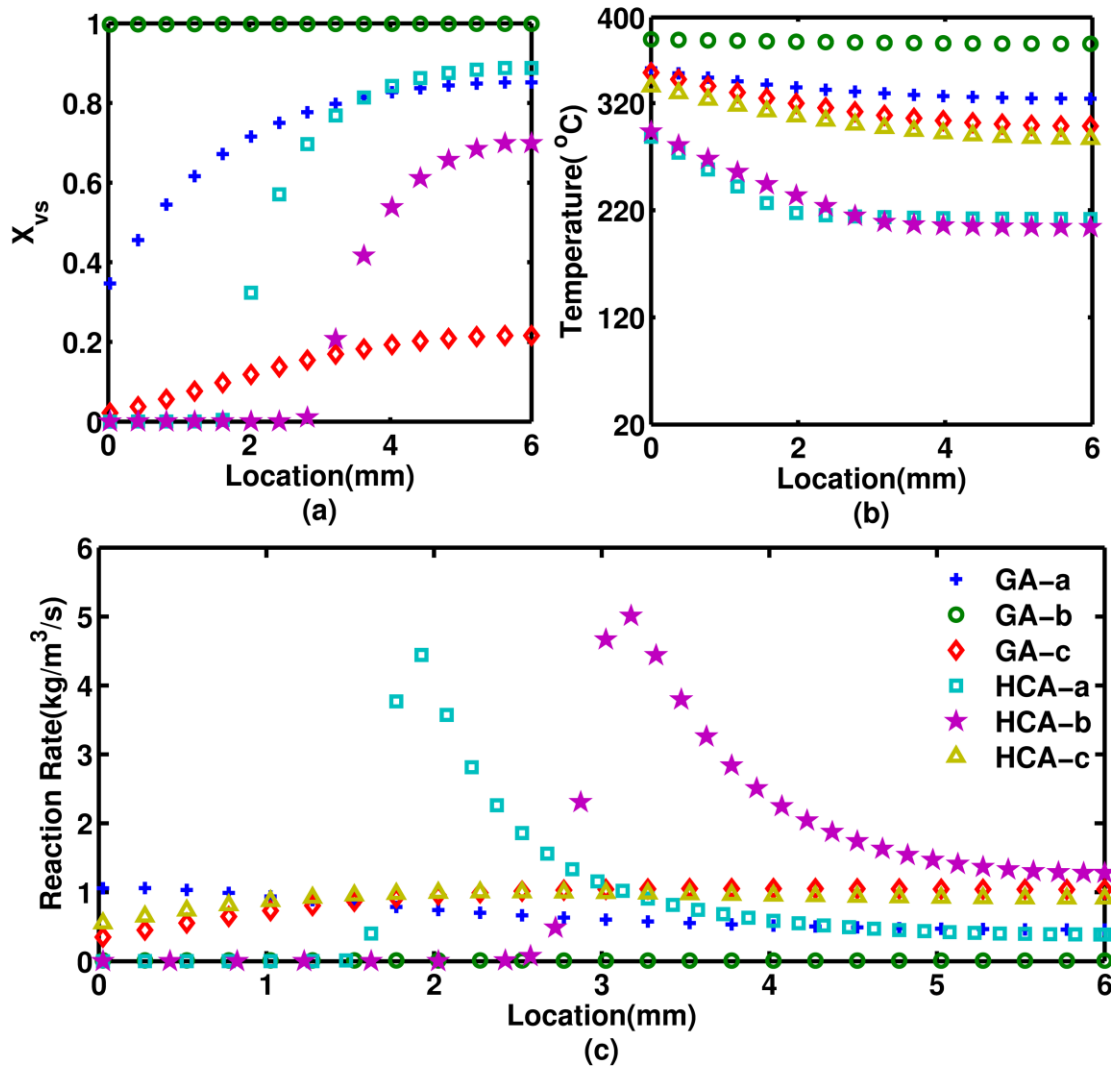 1
0.8
0.6
0.4
0.2
0
X_vs
0
2
4
6
Location(mm)
(a)
400
320
220
120
20
Temperature( °C)
0
2
4
6
Location(mm)
(b)
6
5
4
3
2
1
0
Reaction Rate(kg/m³/s)
GA−a
GA−b
GA−c
HCA−a
HCA−b
HCA−c
0
1
2
3
4
5
6
Location(mm)
(c)